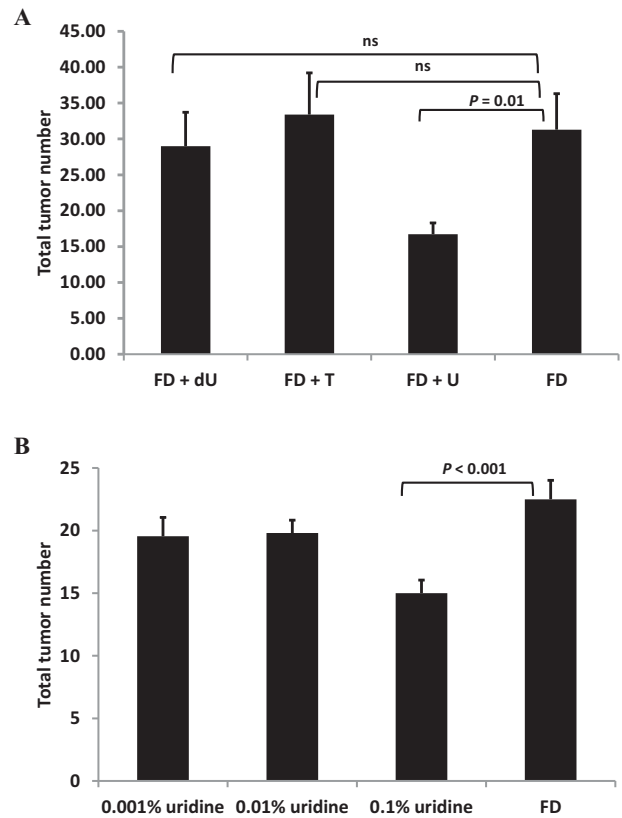 A
45.00
40.00
35.00
30.00
25.00
20.00
15.00
10.00
5.00
0.00
Total tumor number
ns
ns
P = 0.01
FD + dU FD + T FD + U FD
B
25
20
15
10
5
0
Total tumor number
P < 0.001
0.001% uridine 0.01% uridine 0.1% uridine FD